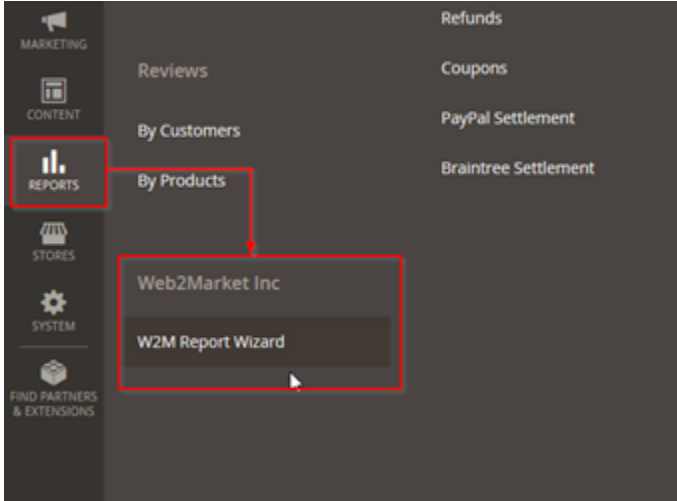 MARKETING
CONTENT
REPORTS
STORES
SYSTEM
FIND PARTNERS
& EXTENSIONS
Reviews
By Customers
By Products
Web2Market Inc
W2M Report Wizard
Refunds
Coupons
PayPal Settlement
Braintree Settlement